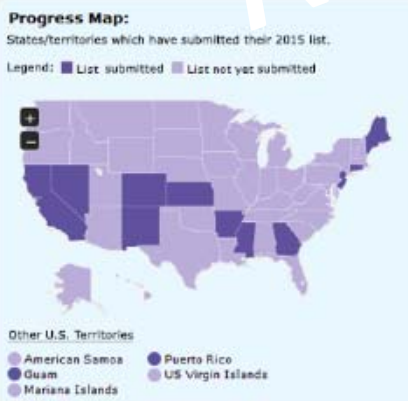 Progress Map:
States/territories which have submitted their 2015 list.
Legend: List submitted List not yet submitted
+
−
Other U.S. Territories
American Samoa Puerto Rico
Guam US Virgin Islands
Mariana Islands